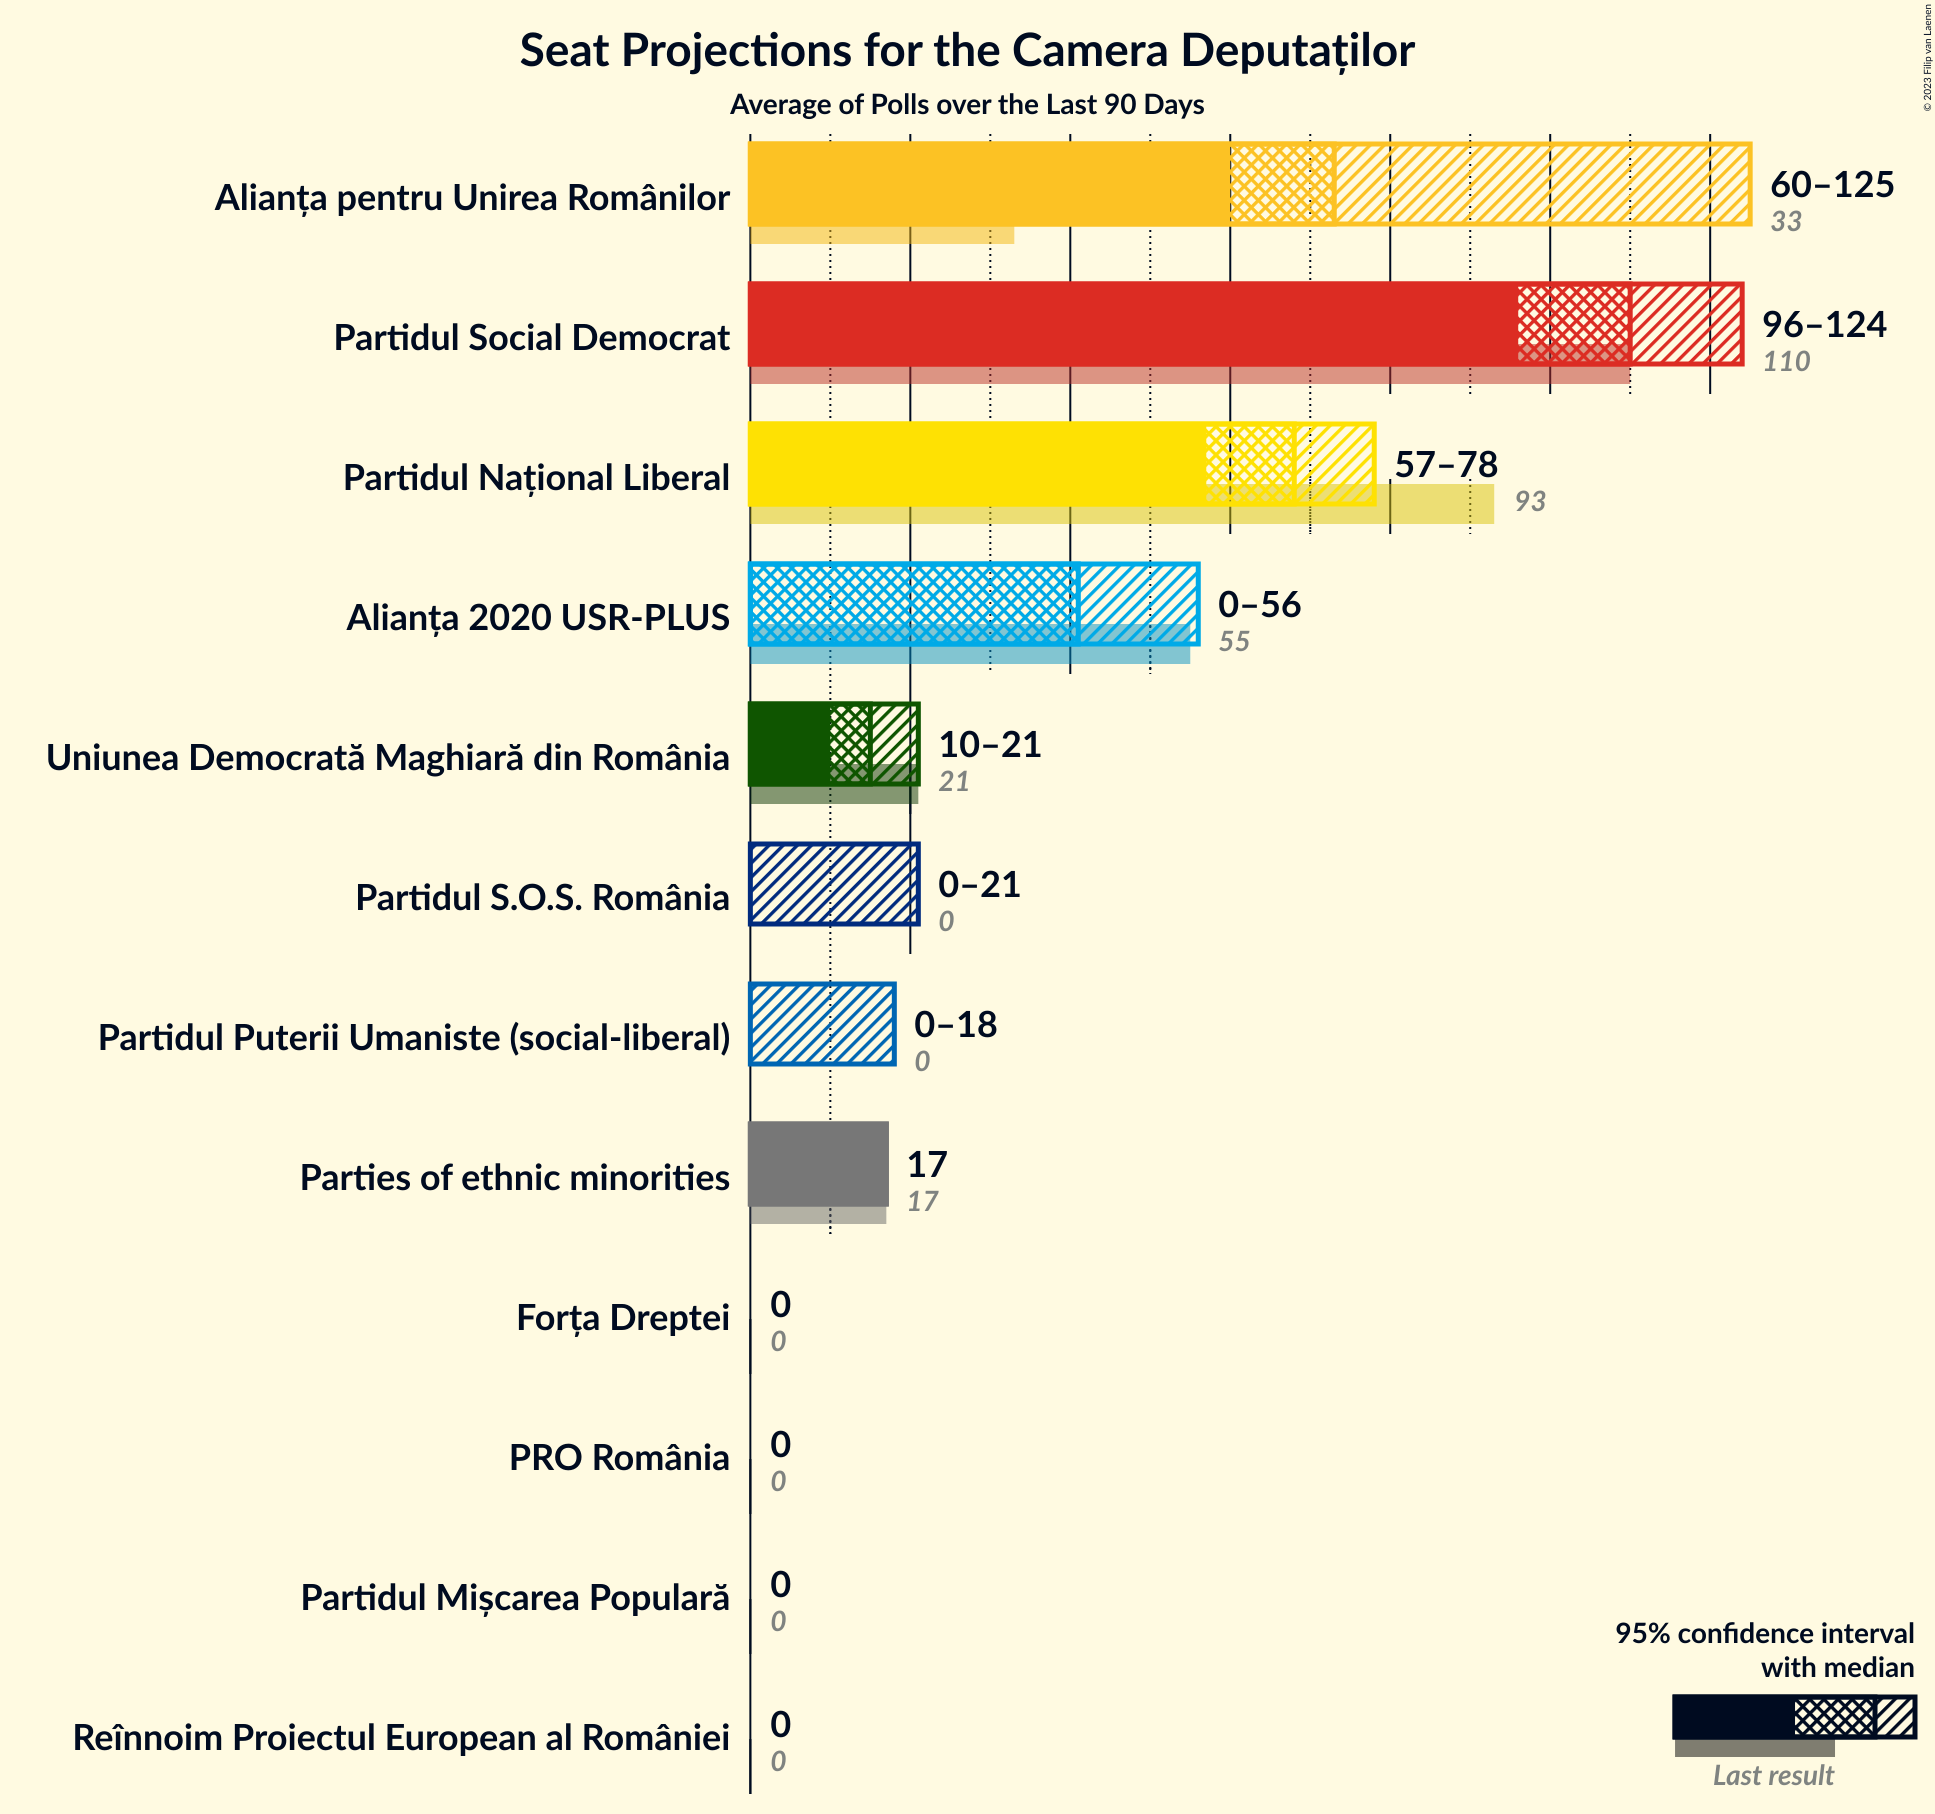 © 2023 Filip van Laenen
Seat Projections for the Camera Deputaților
Average of Polls over the Last 90 Days
Alianța pentru Unirea Românilor
60–125
33
Partidul Social Democrat
96–124
110
Partidul Național Liberal
57–78
93
Alianța 2020 USR-PLUS
0–56
55
Uniunea Democrată Maghiară din România
10–21
21
Partidul S.O.S. România
0–21
0
Partidul Puterii Umaniste (social-liberal)
0–18
0
Parties of ethnic minorities
17
17
Forța Dreptei
0
0
PRO România
0
0
Partidul Mișcarea Populară
0
0
Reînnoim Proiectul European al României
0
0
95% confidence interval
with median
Last result